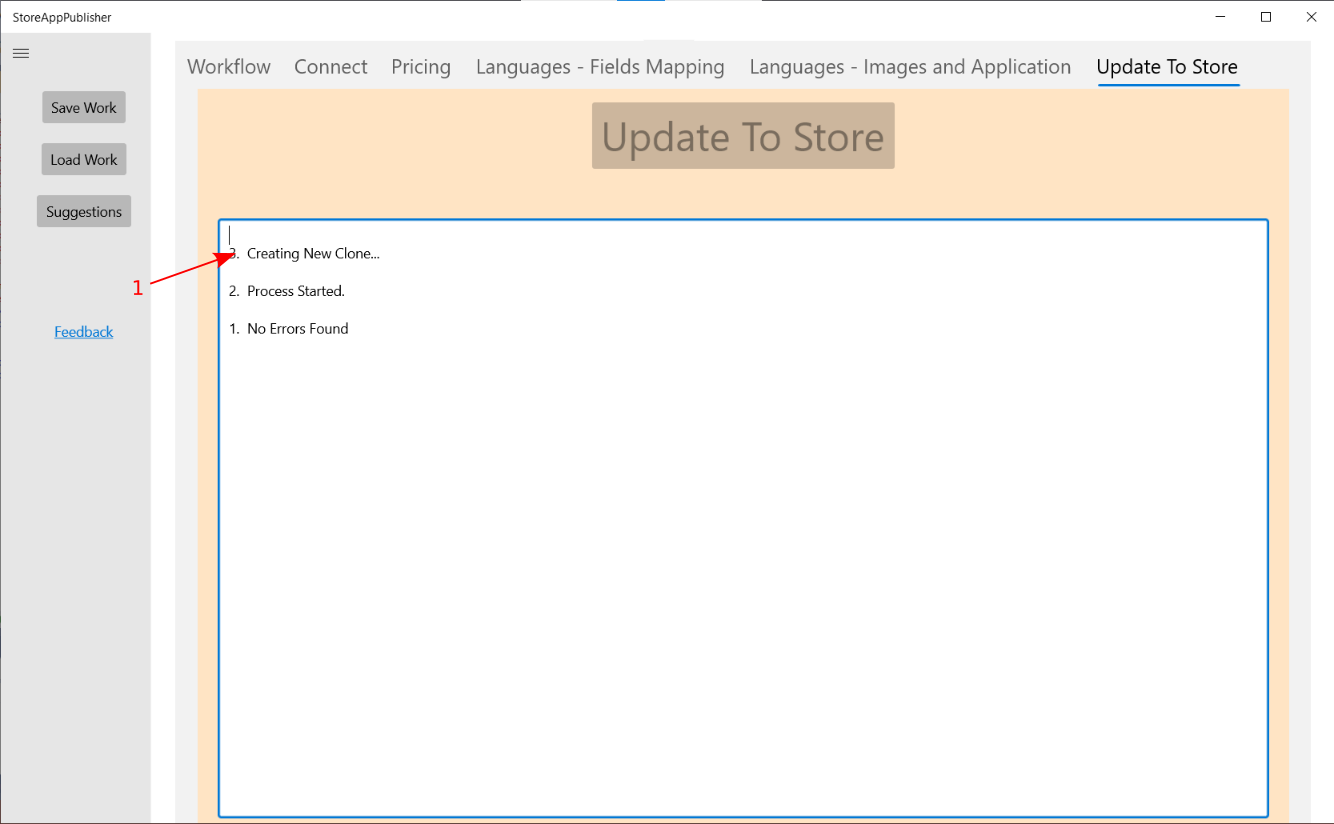 StoreAppPublisher
Workflow Connect Pricing Languages - Fields Mapping Languages - Images and Application Update To Store
Save Work
Load Work
Suggestions
Feedback
Update To Store
3. Creating New Clone...
2. Process Started.
1. No Errors Found
1